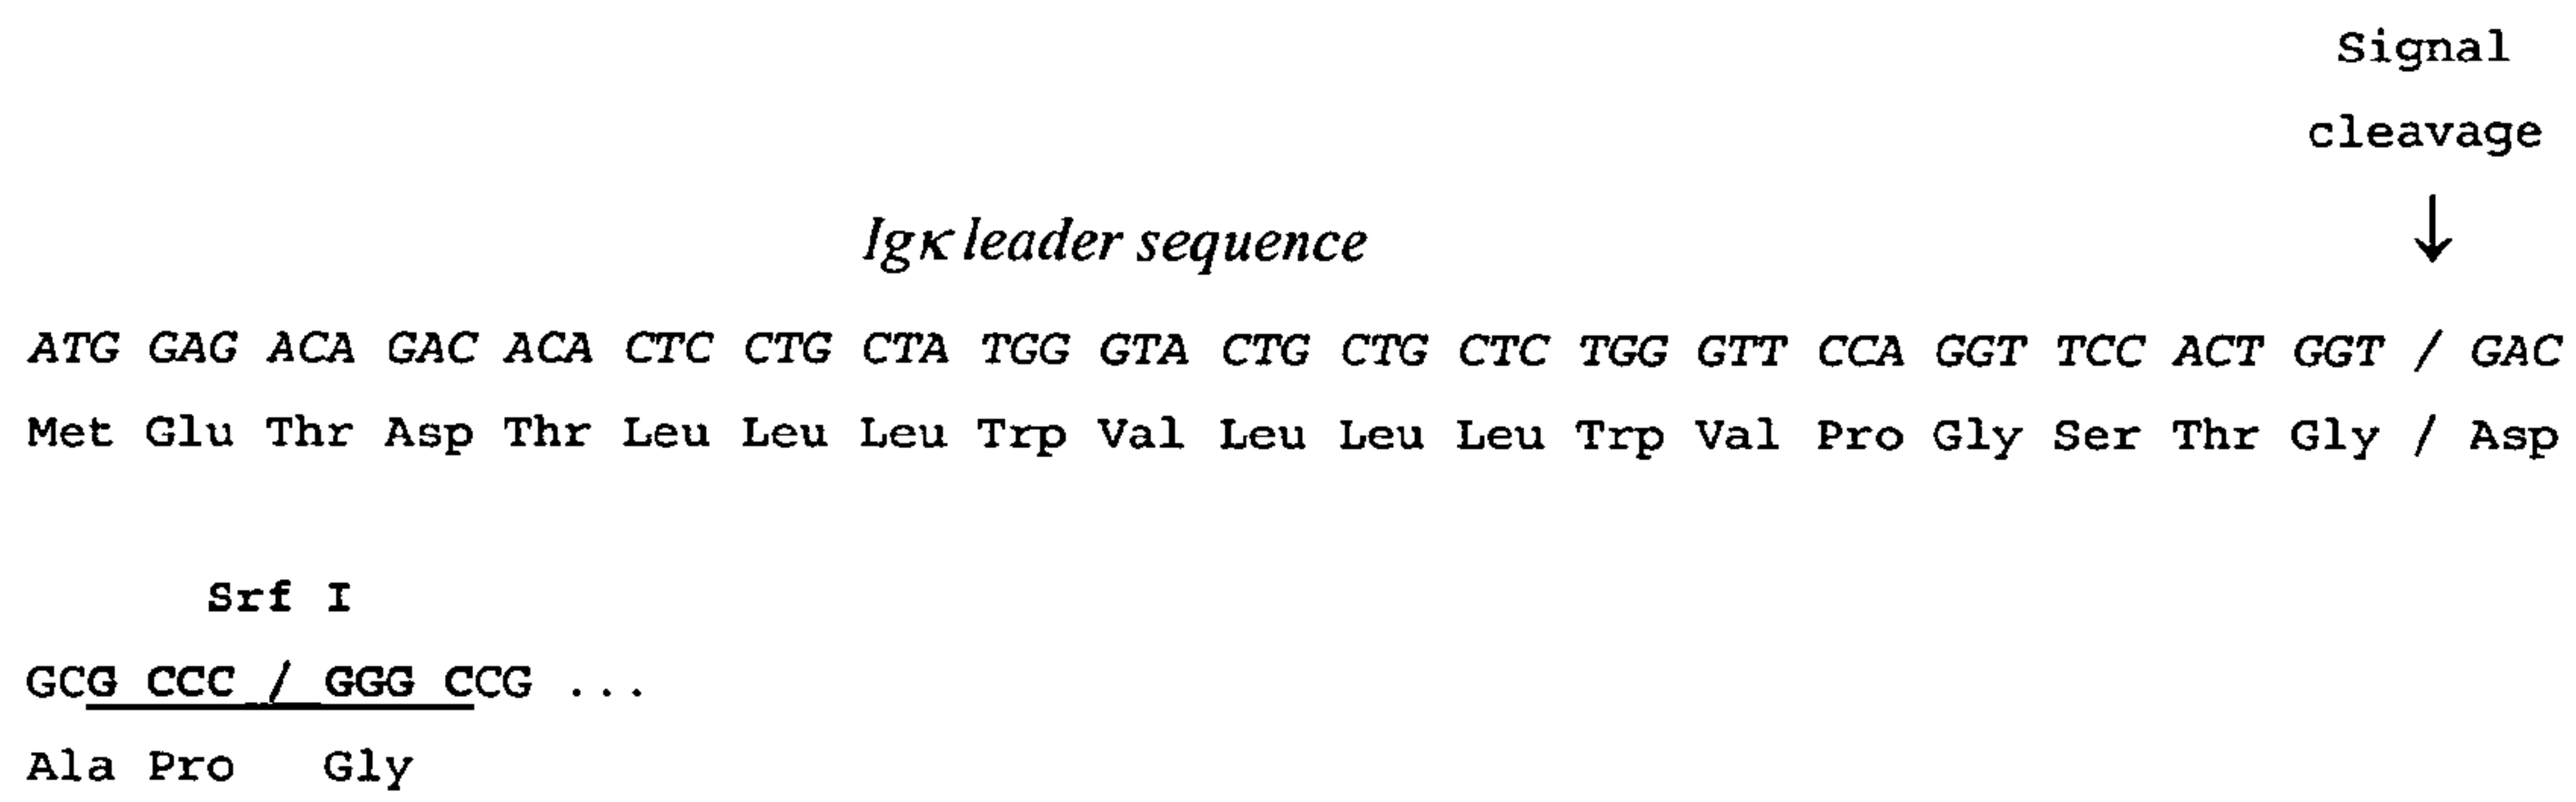 Signal
cleavage
↓
Igκ leader sequence
ATG GAG ACA GAC ACA CTC CTG CTA TGG GTA CTG CTG CTC TGG GTT CCA GGT TCC ACT GGT / GAC
Met Glu Thr Asp Thr Leu Leu Leu Trp Val Leu Leu Leu Trp Val Pro Gly Ser Thr Gly / Asp
Srf I
GCG CCC / GGG CCG ...
Ala Pro Gly